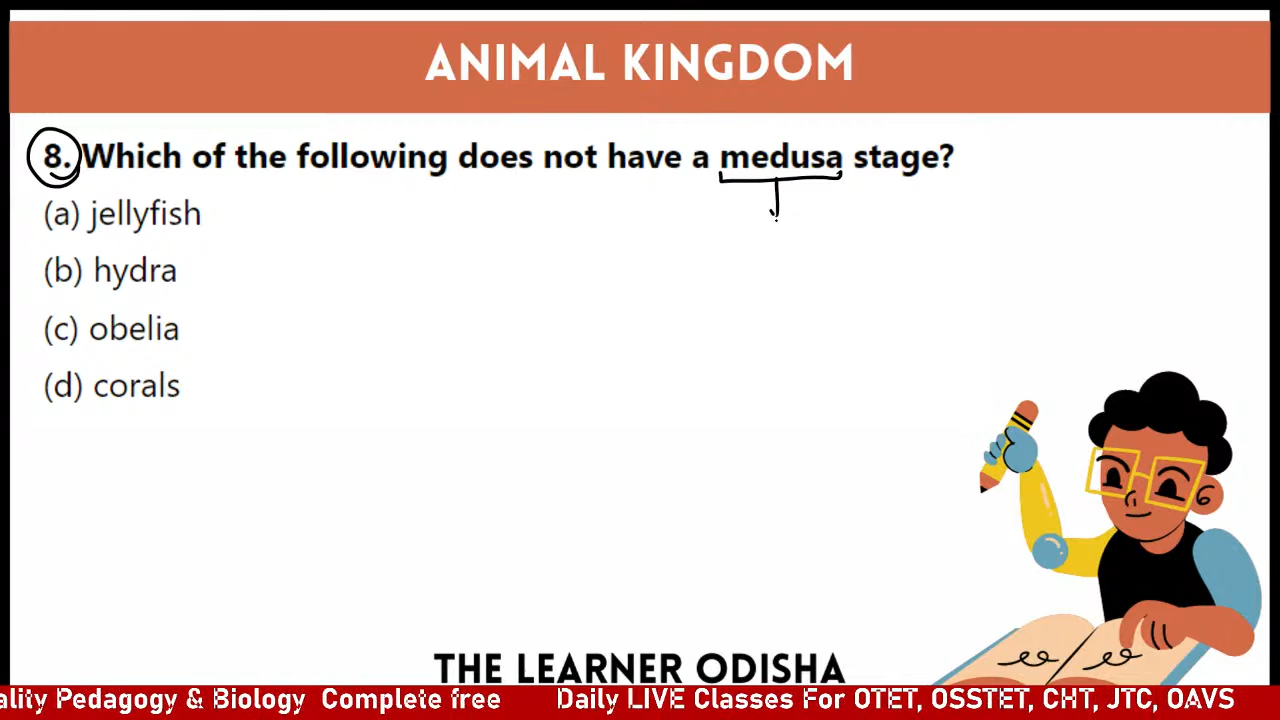 ANIMAL KINGDOM
8. Which of the following does not have a medusa stage?
(a) jellyfish
(b) hydra
(c) obelia
(d) corals
THE LEARNER ODISHA
ality Pedagogy & Biology Complete free Daily LIVE Classes For OTET, OSSTET, CHT, JTC, OAVS